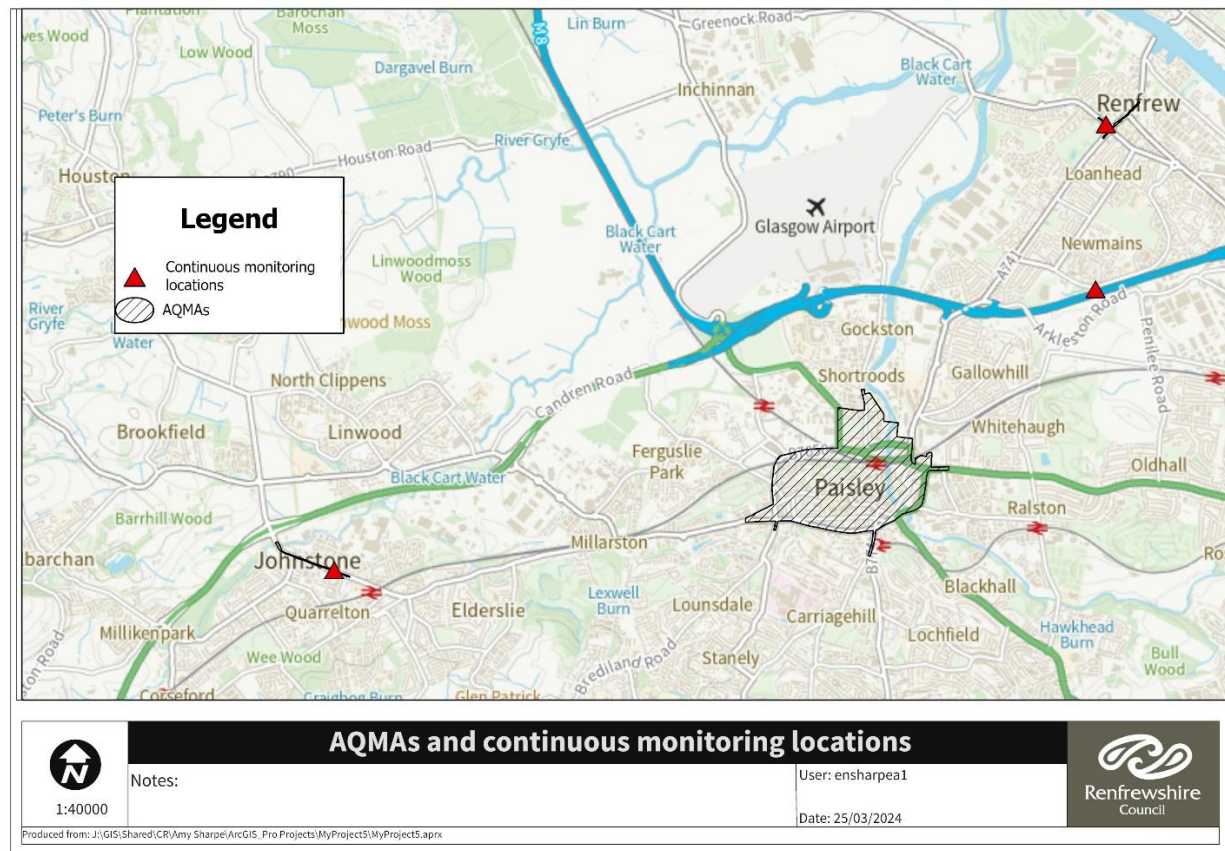 Plantation
Barochan
Moss
Lin Burn
Greenock Road
ves Wood
Low Wood
M8
Dargavel Burn
Black Cart
Water
Inchinnan
Renfrew
Peter's Burn
River Gryfe
Houston Road
Houston
Loanhead
Legend
Continuous monitoring
locations
AQMAs
Glasgow Airport
Black Cart
Water
Black Cart
Water
Newmains
A741
Linwoodmoss
Wood
River
Gryfe
Water
wood Moss
Gockston
Arkleston Road
Penilee Road
North Clippens
Candren Road
Shortroods
Gallowhill
Brookfield
Linwood
Ferguslie
Park
Whitehaugh
Oldhall
Black Cart Water
Paisley
Ralston
Barrhill Wood
lbarchan
Johnstone
Millarston
Blackhall
Quarrelton
Elderslie
Lexwell
Burn
Lounsdale
Carriagehill
Lochfield
Hawkhead
Burn
Millikenpark
Wee Wood
Brediland Road
Stanely
Bull
Wood
Corseford
Craigbog Burn
Glen Patrick
AQMAs and continuous monitoring locations
N
1:40000
Notes:
User: ensharpea1
Date: 25/03/2024
Renfrewshire
Council
Produced from: J:\GIS\Shared\CR\Amy Sharpe\ArcGIS_Pro Projects\MyProject5\MyProject5.aprx